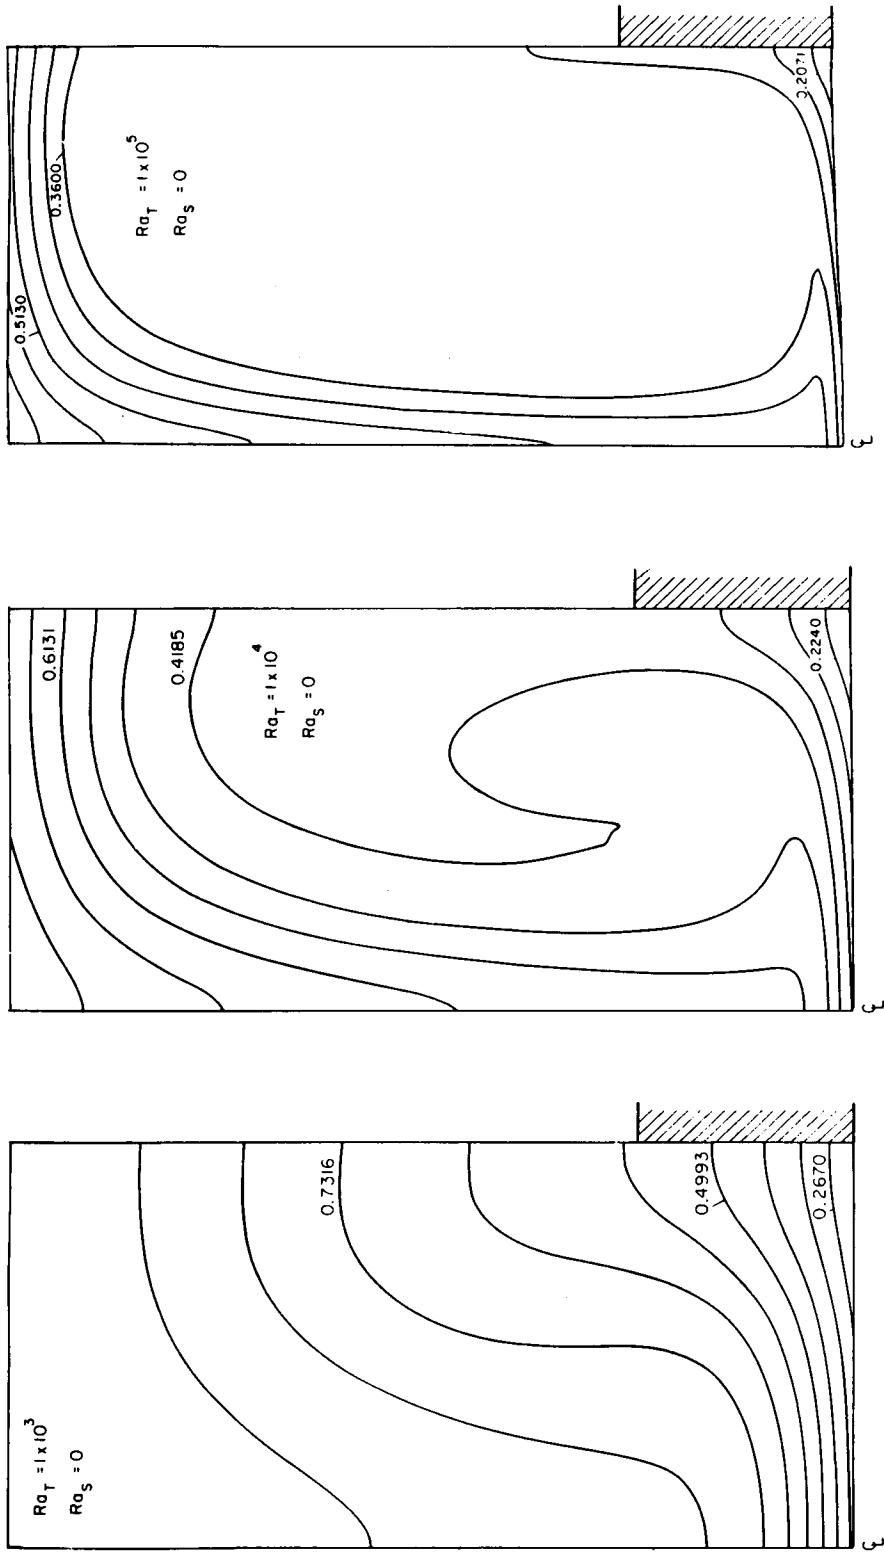 0.5130
0.3600
Ra_T = 1 x 10^5
Ra_S = 0
0.2071
℄
0.6131
0.4185
Ra_T = 1 x 10^4
Ra_S = 0
0.2240
℄
Ra_T = 1 x 10^3
Ra_S = 0
0.7316
0.4993
0.2670
℄